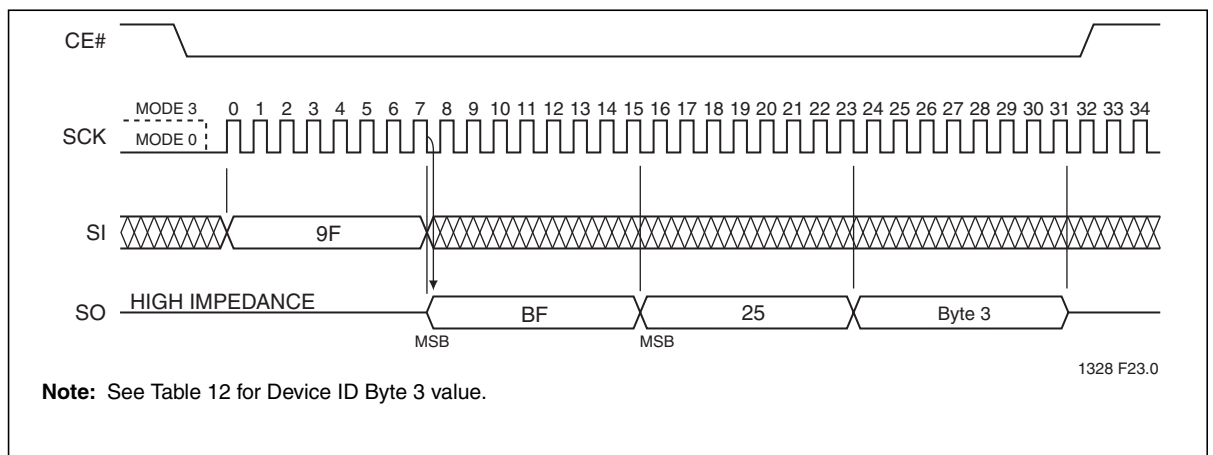 CE#
MODE 3
0 1 2 3 4 5 6 7 8 9 10 11 12 13 14 15 16 17 18 19 20 21 22 23 24 25 26 27 28 29 30 31 32 33 34
SCK
MODE 0
SI
9F
SO
HIGH IMPEDANCE
BF
25
Byte 3
MSB
MSB
1328 F23.0
Note: See Table 12 for Device ID Byte 3 value.